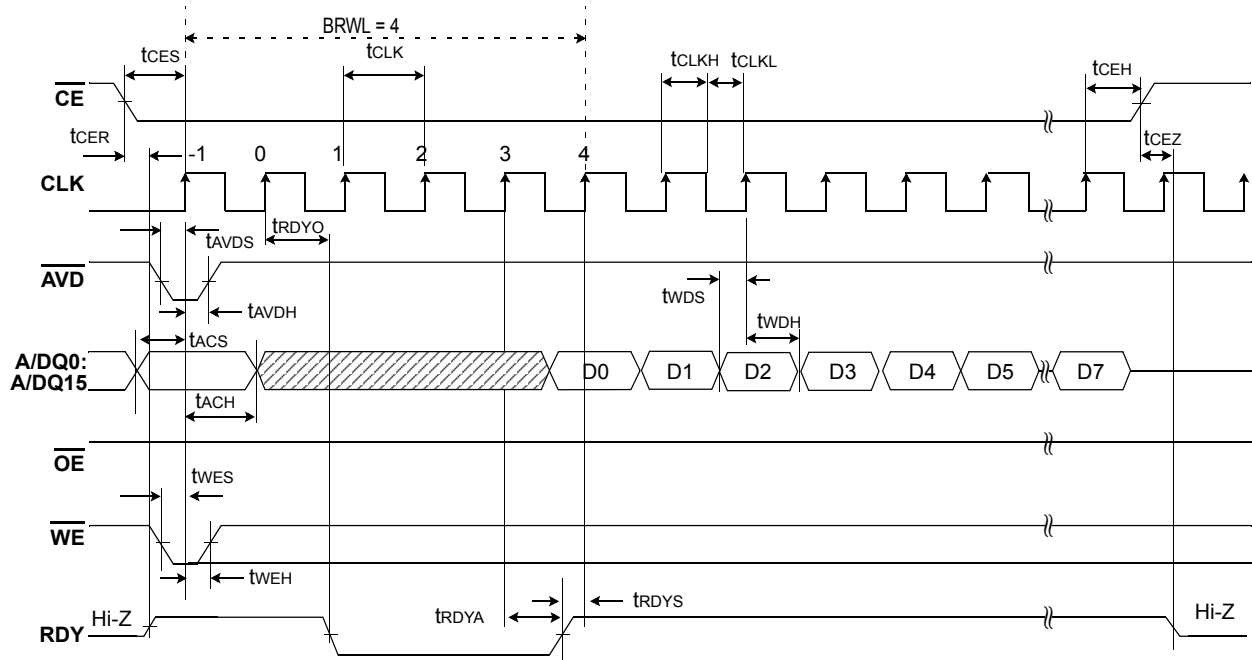 BRWL = 4
tCES
tCLK
tCLKH
tCLKL
tCEH
CE
tCER
tCEZ
-1 0 1 2 3 4
CLK
tRDYO
tAVDS
AVD
tAVDH
tWDS
tWDH
tACS
A/DQ0:
A/DQ15
D0 D1 D2 D3 D4 D5 D7
tACH
OE
tWES
WE
tWEH
tRDYA
tRDYS
Hi-Z
RDY
Hi-Z